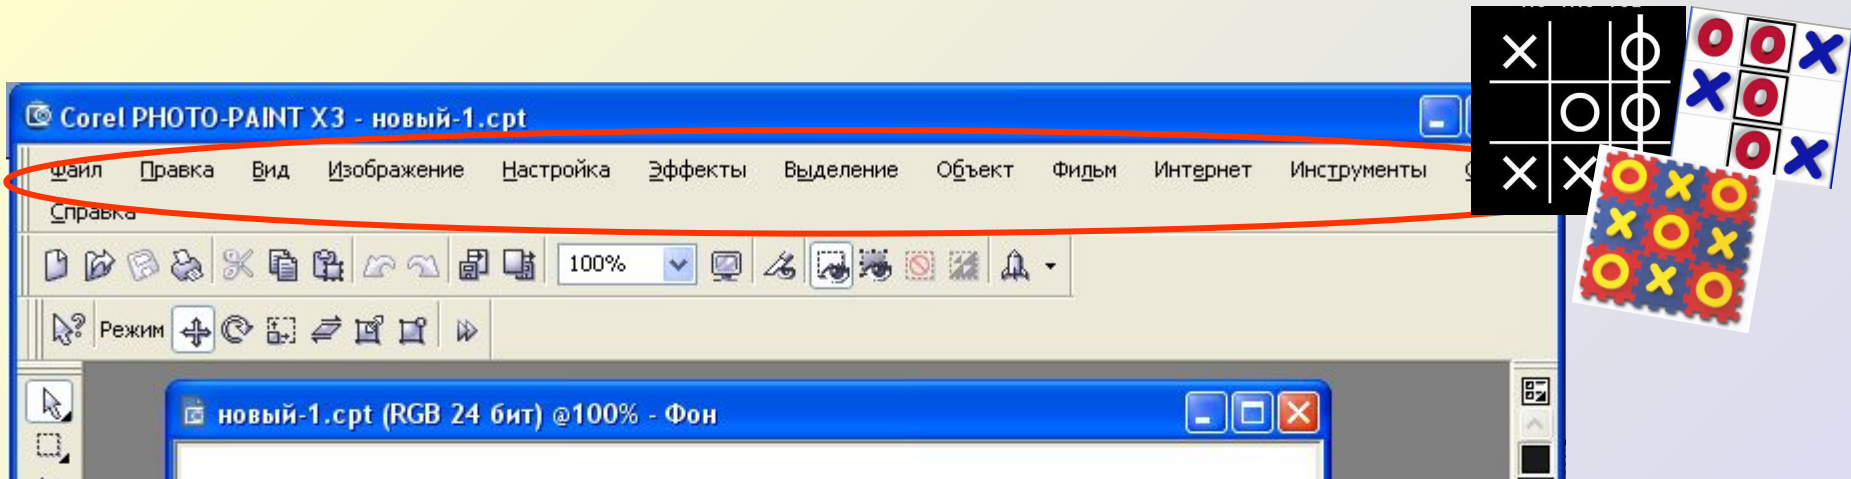 Corel PHOTO-PAINT X3 - новый-1.cpt
Файл Правка Вид Изображение Настройка Эффекты Выделение Объект Фильм Интернет Инструменты
Справка
100%
Режим
новый-1.cpt (RGB 24 бит) @100% - Фон